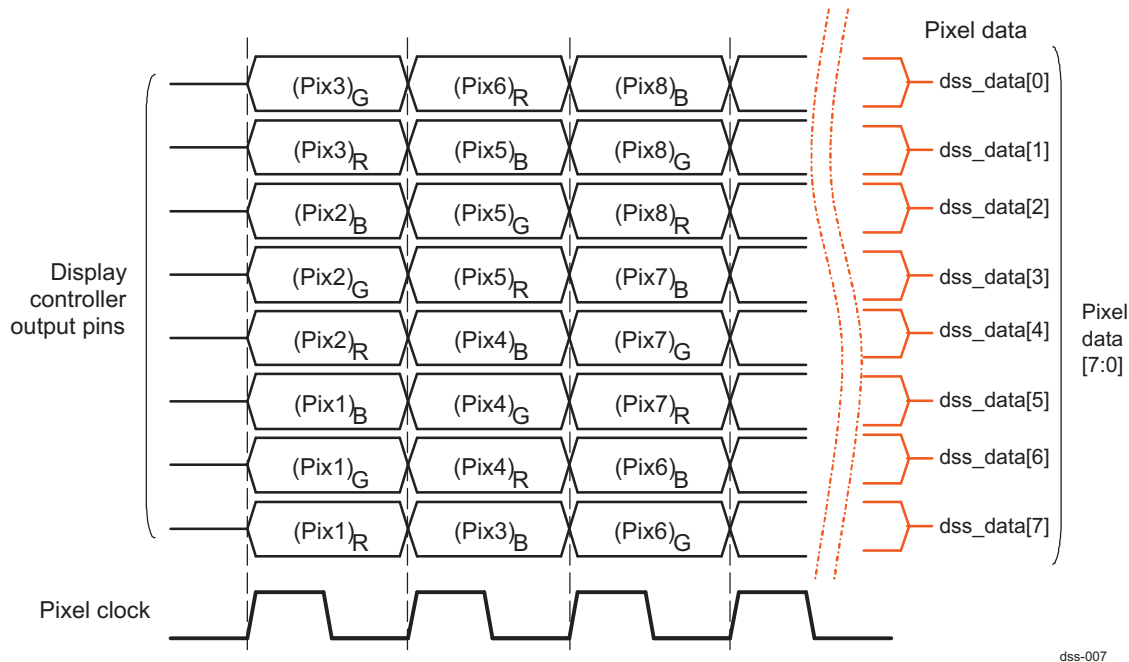 Pixel data
(Pix3)G (Pix6)R (Pix8)B dss_data[0]
(Pix3)R (Pix5)B (Pix8)G dss_data[1]
(Pix2)B (Pix5)G (Pix8)R dss_data[2]
Display
controller
output pins
(Pix2)G (Pix5)R (Pix7)B dss_data[3]
(Pix2)R (Pix4)B (Pix7)G dss_data[4]
Pixel
data
[7:0]
(Pix1)B (Pix4)G (Pix7)R dss_data[5]
(Pix1)G (Pix4)R (Pix6)B dss_data[6]
(Pix1)R (Pix3)B (Pix6)G dss_data[7]
Pixel clock
dss-007